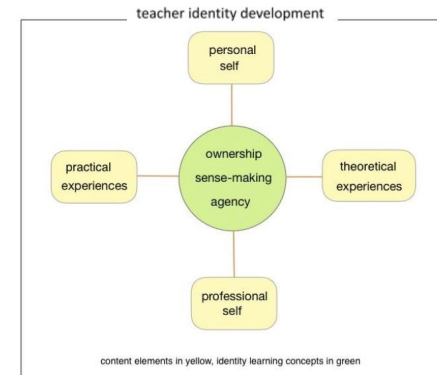 teacher identity development
personal
self
practical
experiences
ownership
sense-making
agency
theoretical
experiences
professional
self
content elements in yellow, identity learning concepts in green